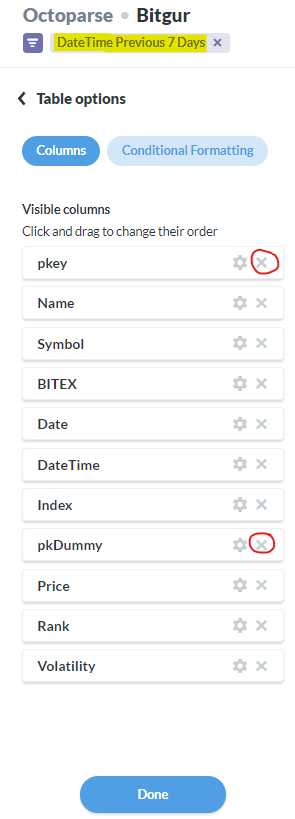 Octoparse • Bitgur
DateTime Previous 7 Days ×
Table options
Columns Conditional Formatting
Visible columns
Click and drag to change their order
pkey
Name
Symbol
BITEX
Date
DateTime
Index
pkDummy
Price
Rank
Volatility
Done